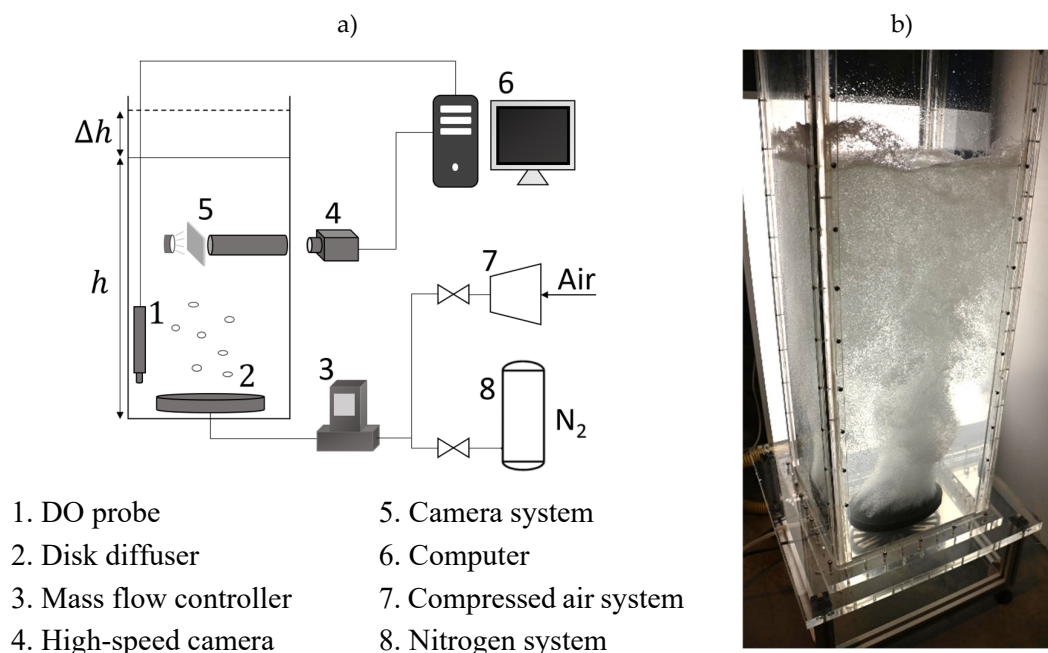 a)
b)
Δh
h
1
2
3
4
5
6
7
Air
8
N₂
1. DO probe
2. Disk diffuser
3. Mass flow controller
4. High-speed camera
5. Camera system
6. Computer
7. Compressed air system
8. Nitrogen system